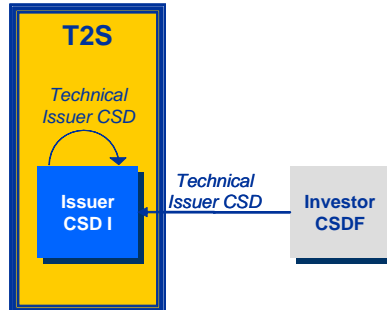 T2S
Technical
Issuer CSD
Technical
Issuer CSD
Issuer
CSD I
Investor
CSDF